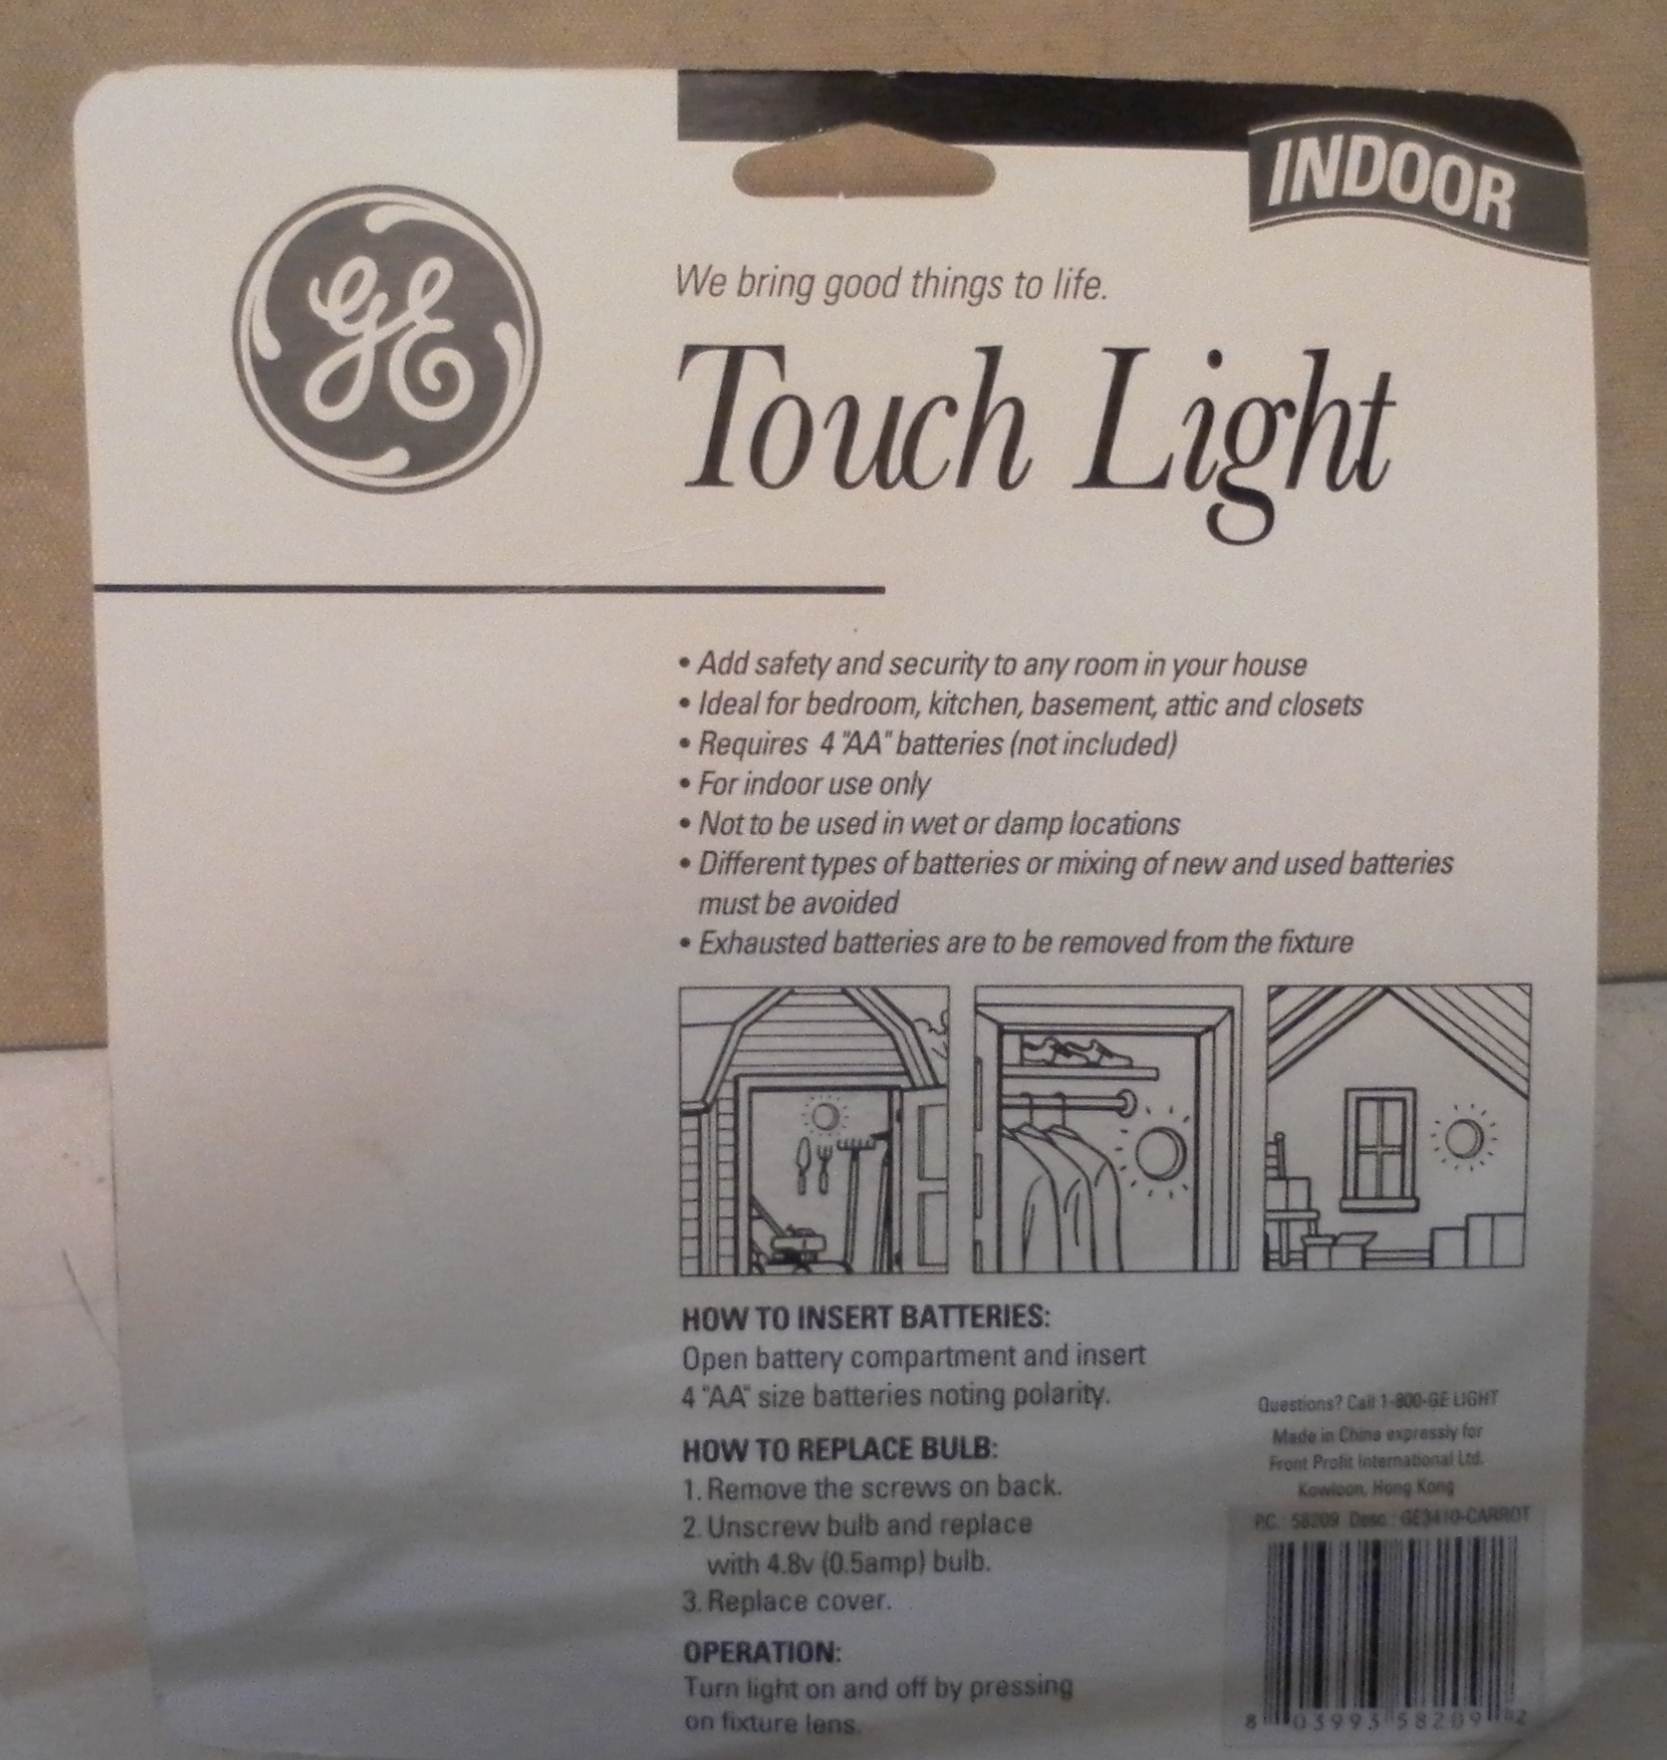 INDOOR
GE
We bring good things to life.
Touch Light
• Add safety and security to any room in your house
• Ideal for bedroom, kitchen, basement, attic and closets
• Requires 4 "AA" batteries (not included)
• For indoor use only
• Not to be used in wet or damp locations
• Different types of batteries or mixing of new and used batteries
must be avoided
• Exhausted batteries are to be removed from the fixture
HOW TO INSERT BATTERIES:
Open battery compartment and insert
4 "AA" size batteries noting polarity.
HOW TO REPLACE BULB:
1. Remove the screws on back.
2. Unscrew bulb and replace
with 4.8v (0.5amp) bulb.
3. Replace cover.
OPERATION:
Turn light on and off by pressing
on fixture lens.
Questions? Call 1-800-GE LIGHT
Made in China expressly for
Front Profit International Ltd.
Kowloon, Hong Kong
P.C.: 58209 Desc.: GE3410-CARROT
8 03993 58209 2